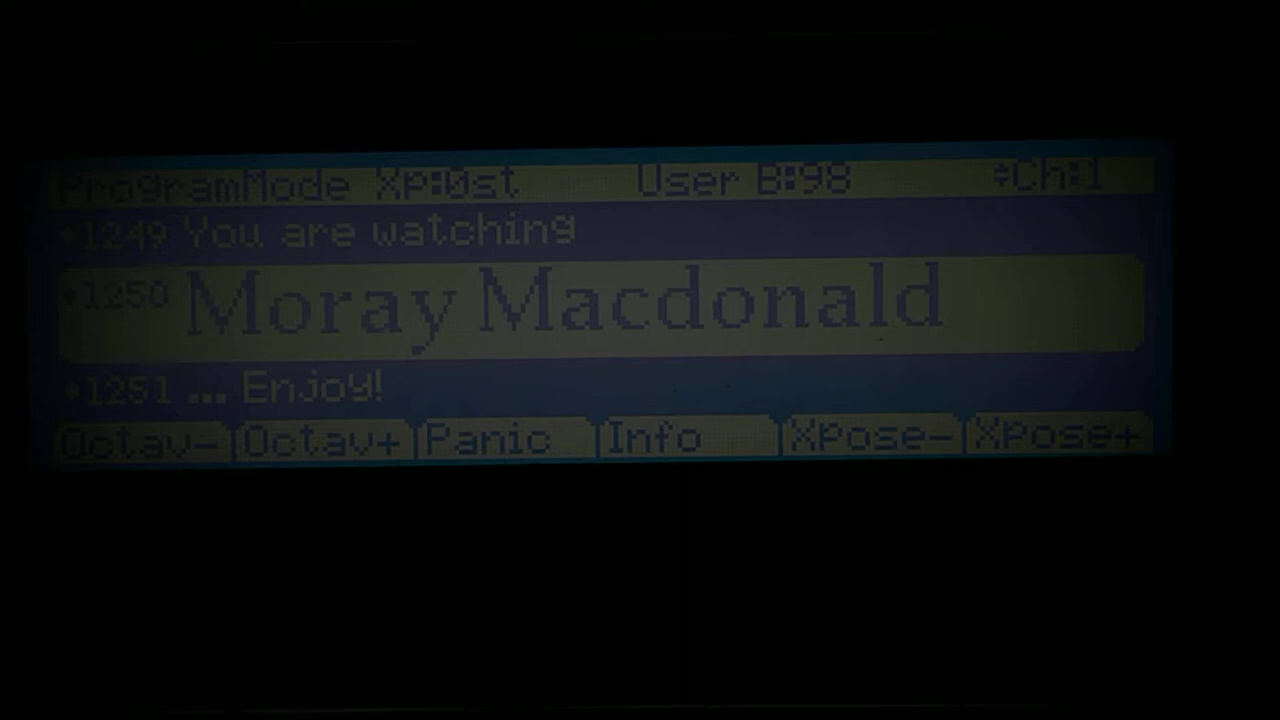 ProgramMode Xp:0st User B:98 ♦Ch:1
♦1249 You are watching
♦1250 Moray Macdonald
♦1251 ... Enjoy!
Octav- Octav+ Panic Info Xpose- Xpose+